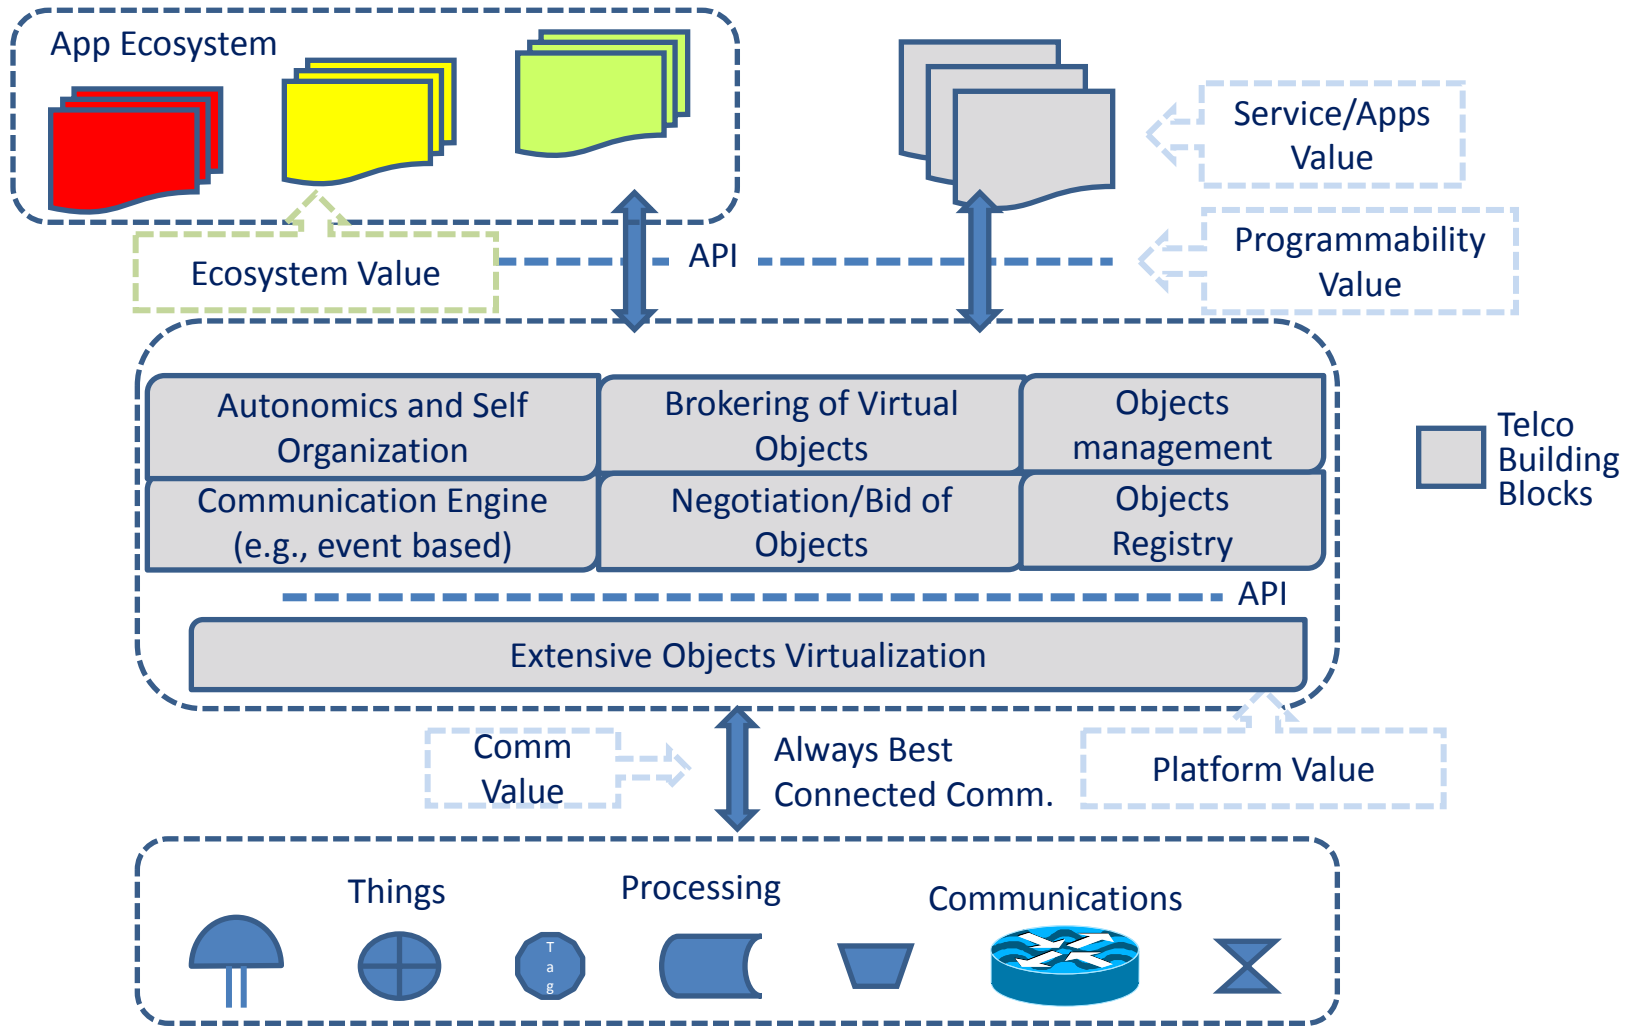 App Ecosystem
Service/Apps
Value
Programmability
Value
Ecosystem Value
API
Autonomics and Self
Organization
Brokering of Virtual
Objects
Objects
management
Communication Engine
(e.g., event based)
Negotiation/Bid of
Objects
Objects
Registry
Telco
Building
Blocks
API
Extensive Objects Virtualization
Comm
Value
Always Best
Connected Comm.
Platform Value
Things
Processing
Communications
T
a
g